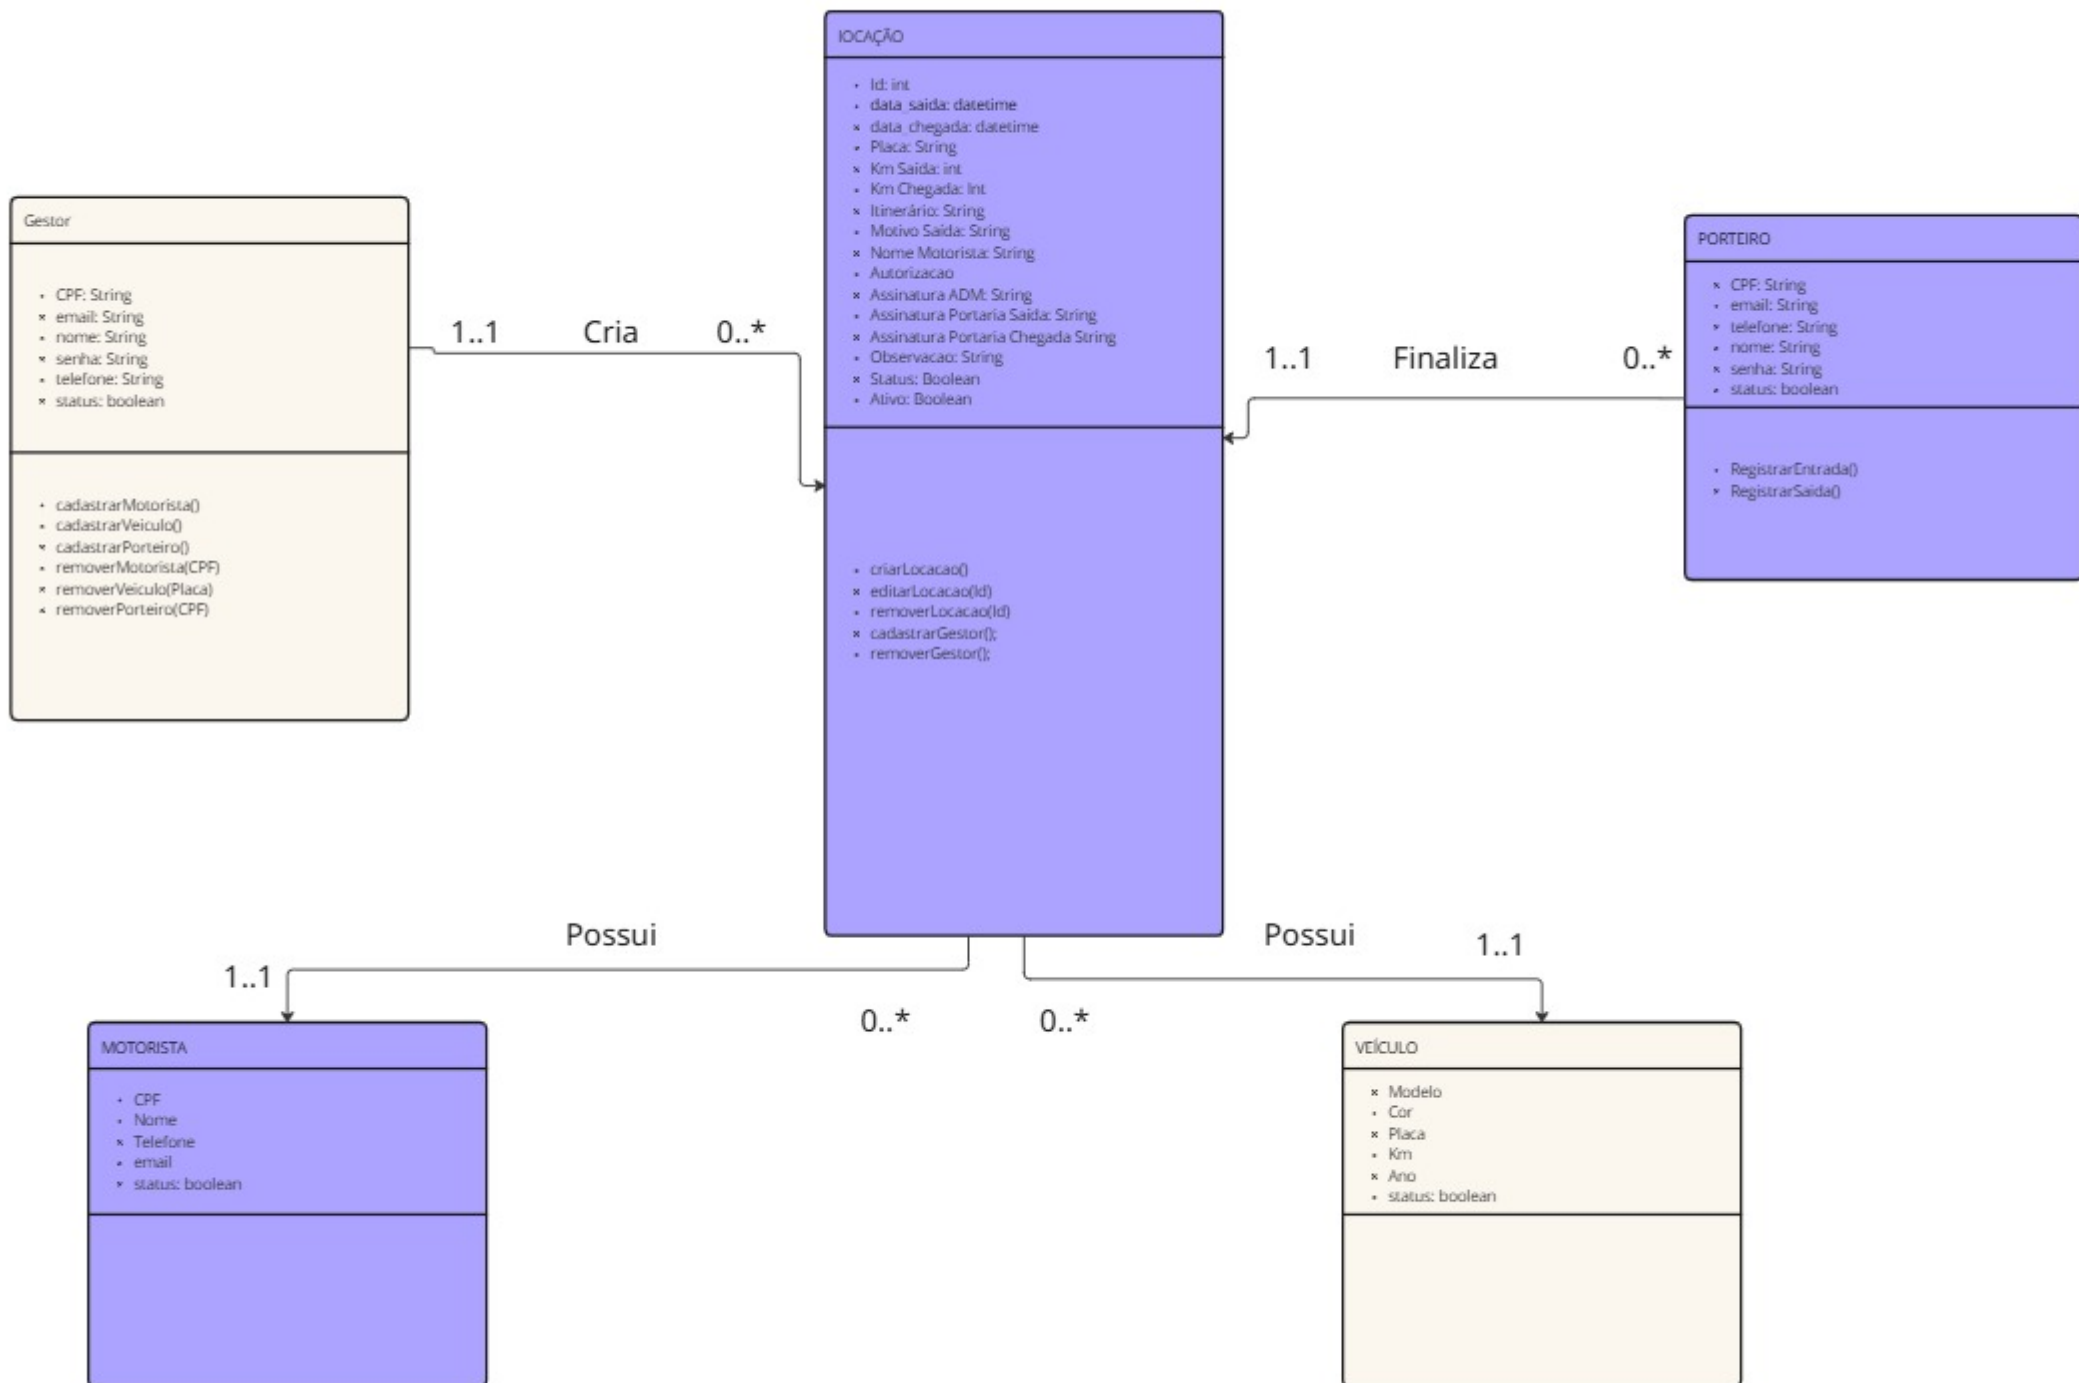 lOCAÇÃO
Id: int
data_saida: datetime
data_chegada: datetime
Placa: String
Km Saida: int
Km Chegada: Int
Itinerário: String
Motivo Saida: String
Nome Motorista: String
Autorizacao
Assinatura ADM: String
Assinatura Portaria Saida: String
Assinatura Portaria Chegada String
Observacao: String
Status: Boolean
Ativo: Boolean
criarLocacao()
editarLocacao(Id)
removerLocacao(Id)
cadastrarGestor();
removerGestor();
Gestor
CPF: String
email: String
nome: String
senha: String
telefone: String
status: boolean
cadastrarMotorista()
cadastrarVeiculo()
cadastrarPorteiro()
removerMotorista(CPF)
removerVeiculo(Placa)
removerPorteiro(CPF)
1..1 Cria 0..*
1..1 Finaliza 0..*
PORTEIRO
CPF: String
email: String
telefone: String
nome: String
senha: String
status: boolean
RegistrarEntrada()
RegistrarSaida()
Possui
1..1
0..*
Possui
1..1
0..*
MOTORISTA
CPF
Nome
Telefone
email
status: boolean
VEÍCULO
Modelo
Cor
Placa
Km
Ano
status: boolean